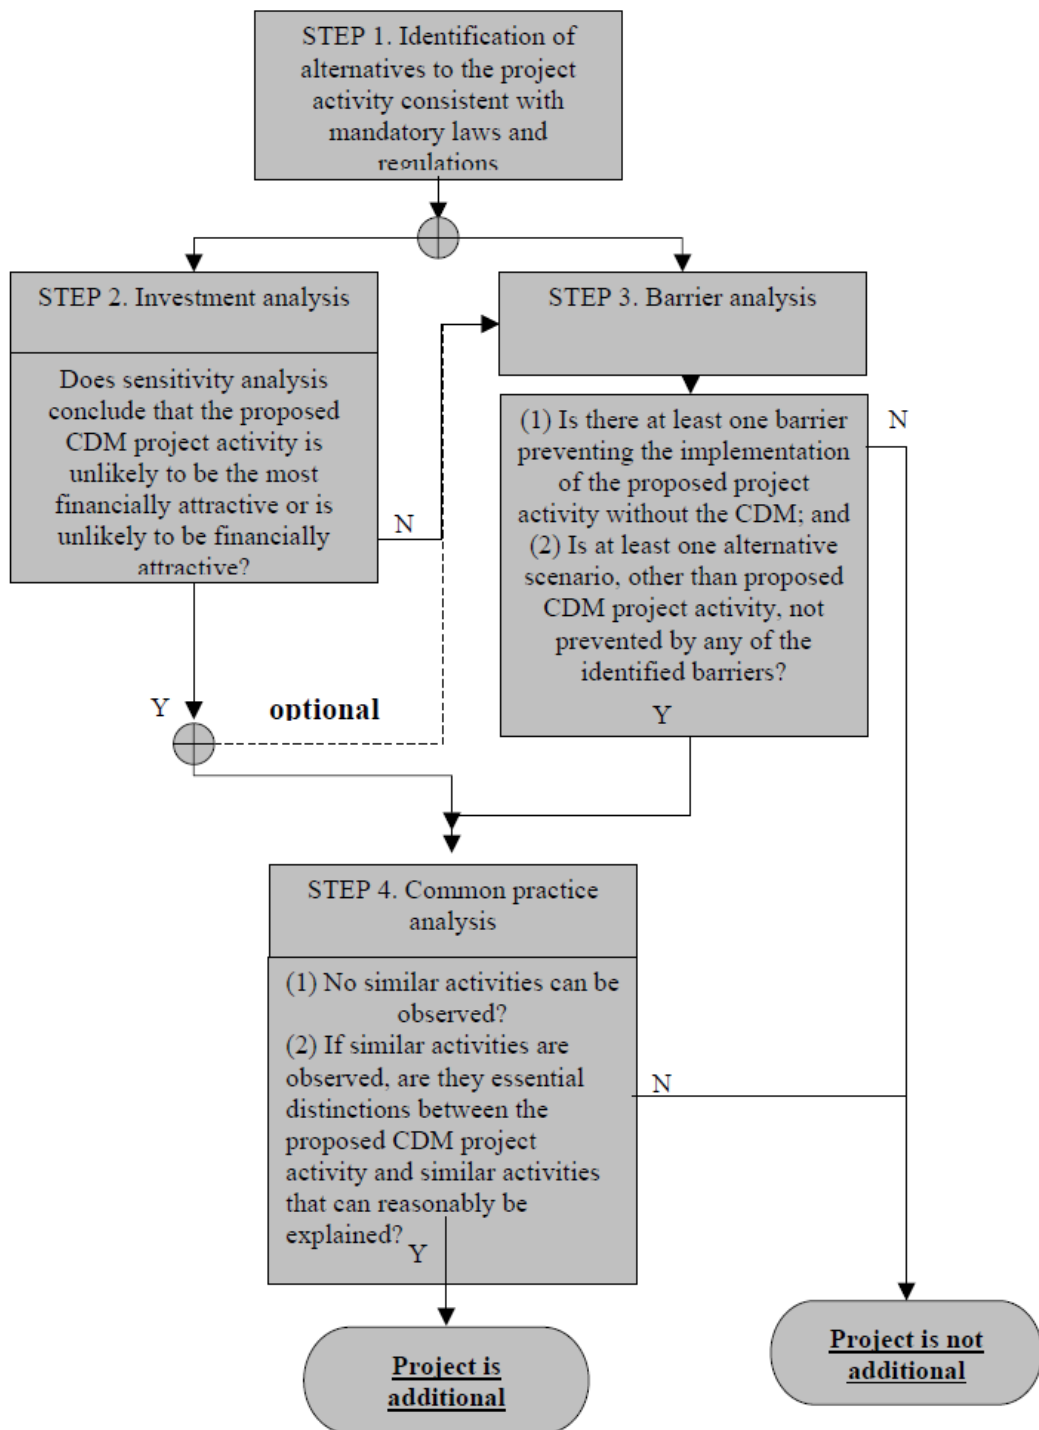 STEP 1. Identification of
alternatives to the project
activity consistent with
mandatory laws and
regulations
STEP 2. Investment analysis
Does sensitivity analysis
conclude that the proposed
CDM project activity is
unlikely to be the most
financially attractive or is
unlikely to be financially
attractive?
N
Y
optional
STEP 3. Barrier analysis
(1) Is there at least one barrier
preventing the implementation
of the proposed project
activity without the CDM; and
(2) Is at least one alternative
scenario, other than proposed
CDM project activity, not
prevented by any of the
identified barriers?
Y
N
STEP 4. Common practice
analysis
(1) No similar activities can be
observed?
(2) If similar activities are
observed, are they essential
distinctions between the
proposed CDM project
activity and similar activities
that can reasonably be
explained?
Y
N
Project is
additional
Project is not
additional